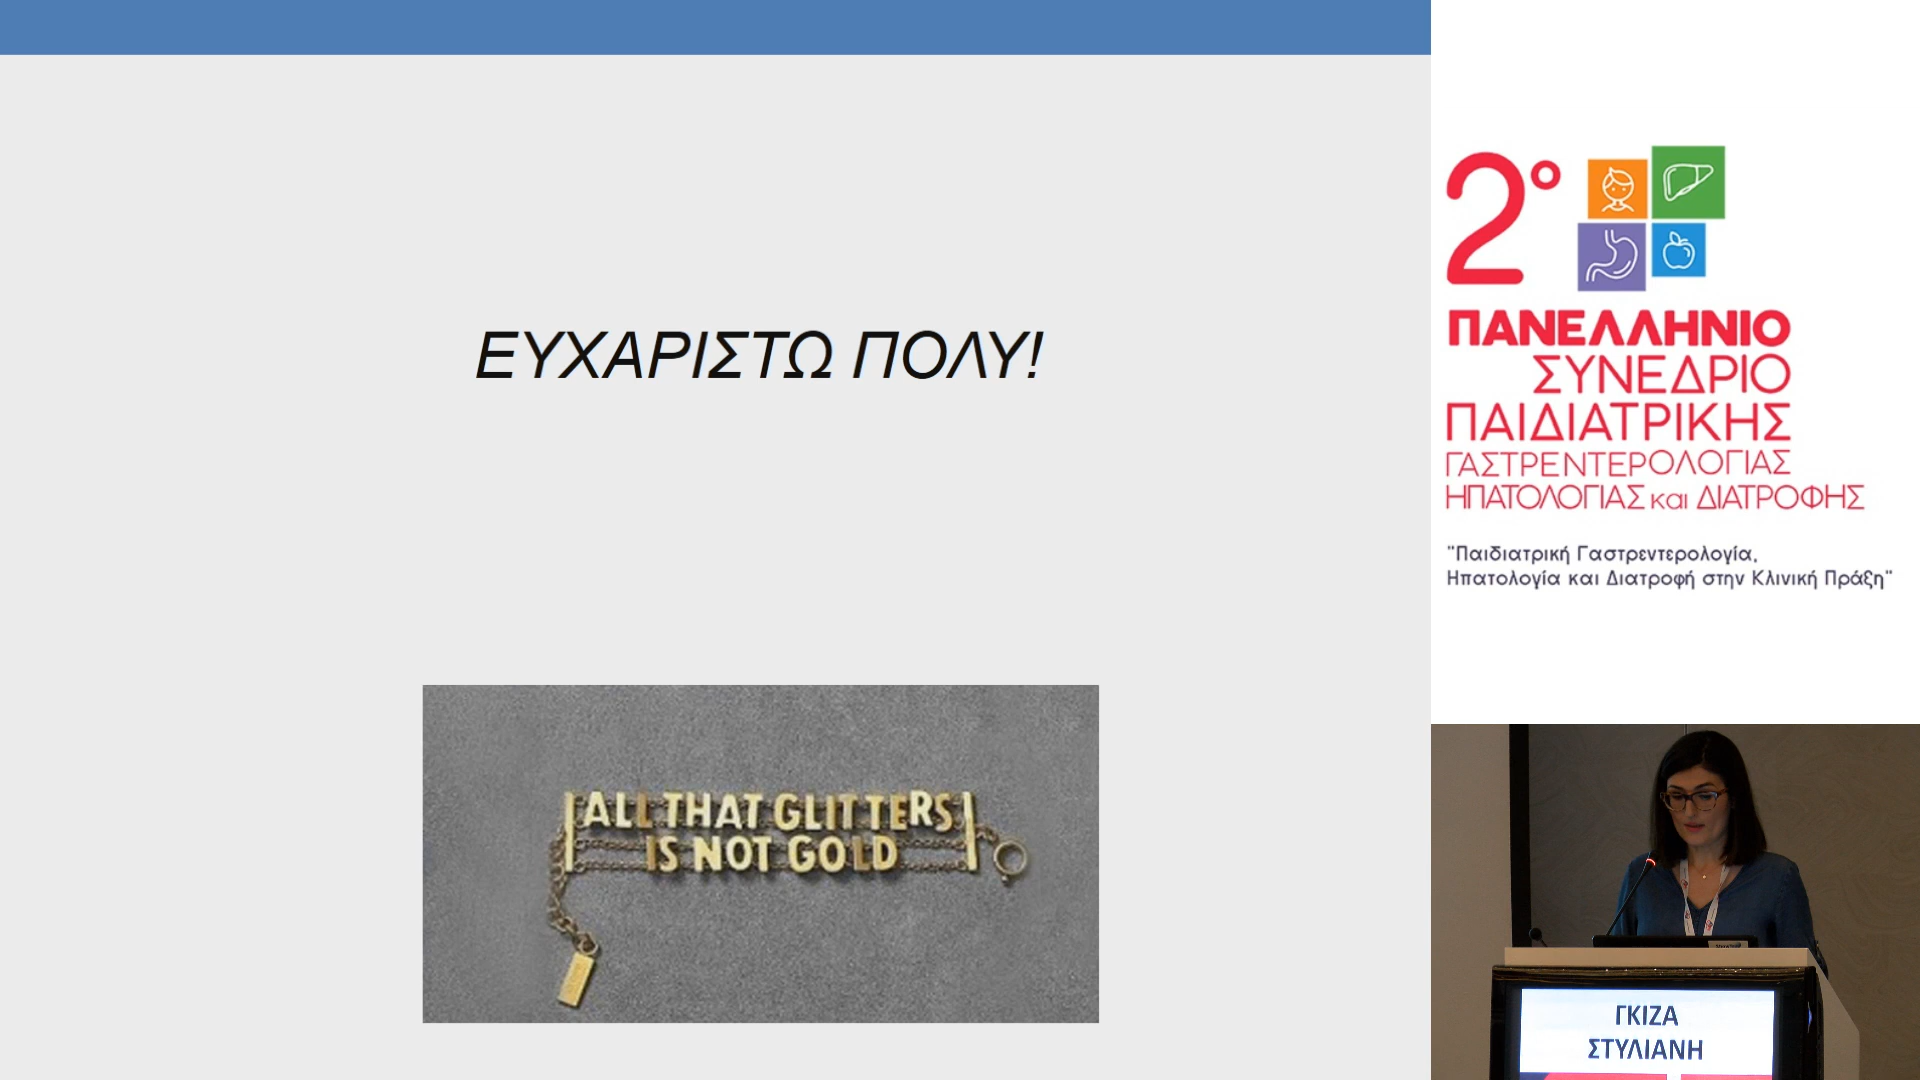 ΕΥΧΑΡΙΣΤΩ ΠΟΛΥ!
ALL THAT GLITTERS
IS NOT GOLD
2°
ΠΑΝΕΛΛΗΝΙΟ
ΣΥΝΕΔΡΙΟ
ΠΑΙΔΙΑΤΡΙΚΗΣ
ΓΑΣΤΡΕΝΤΕΡΟΛΟΓΙΑΣ
ΗΠΑΤΟΛΟΓΙΑΣ και ΔΙΑΤΡΟΦΗΣ
"Παιδιατρική Γαστρεντερολογία,
Ηπατολογία και Διατροφή στην Κλινική Πράξη"
ΓΚΙΖΑ
ΣΤΥΛΙΑΝΗ